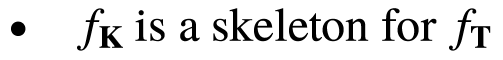 • f_K is a skeleton for f_T